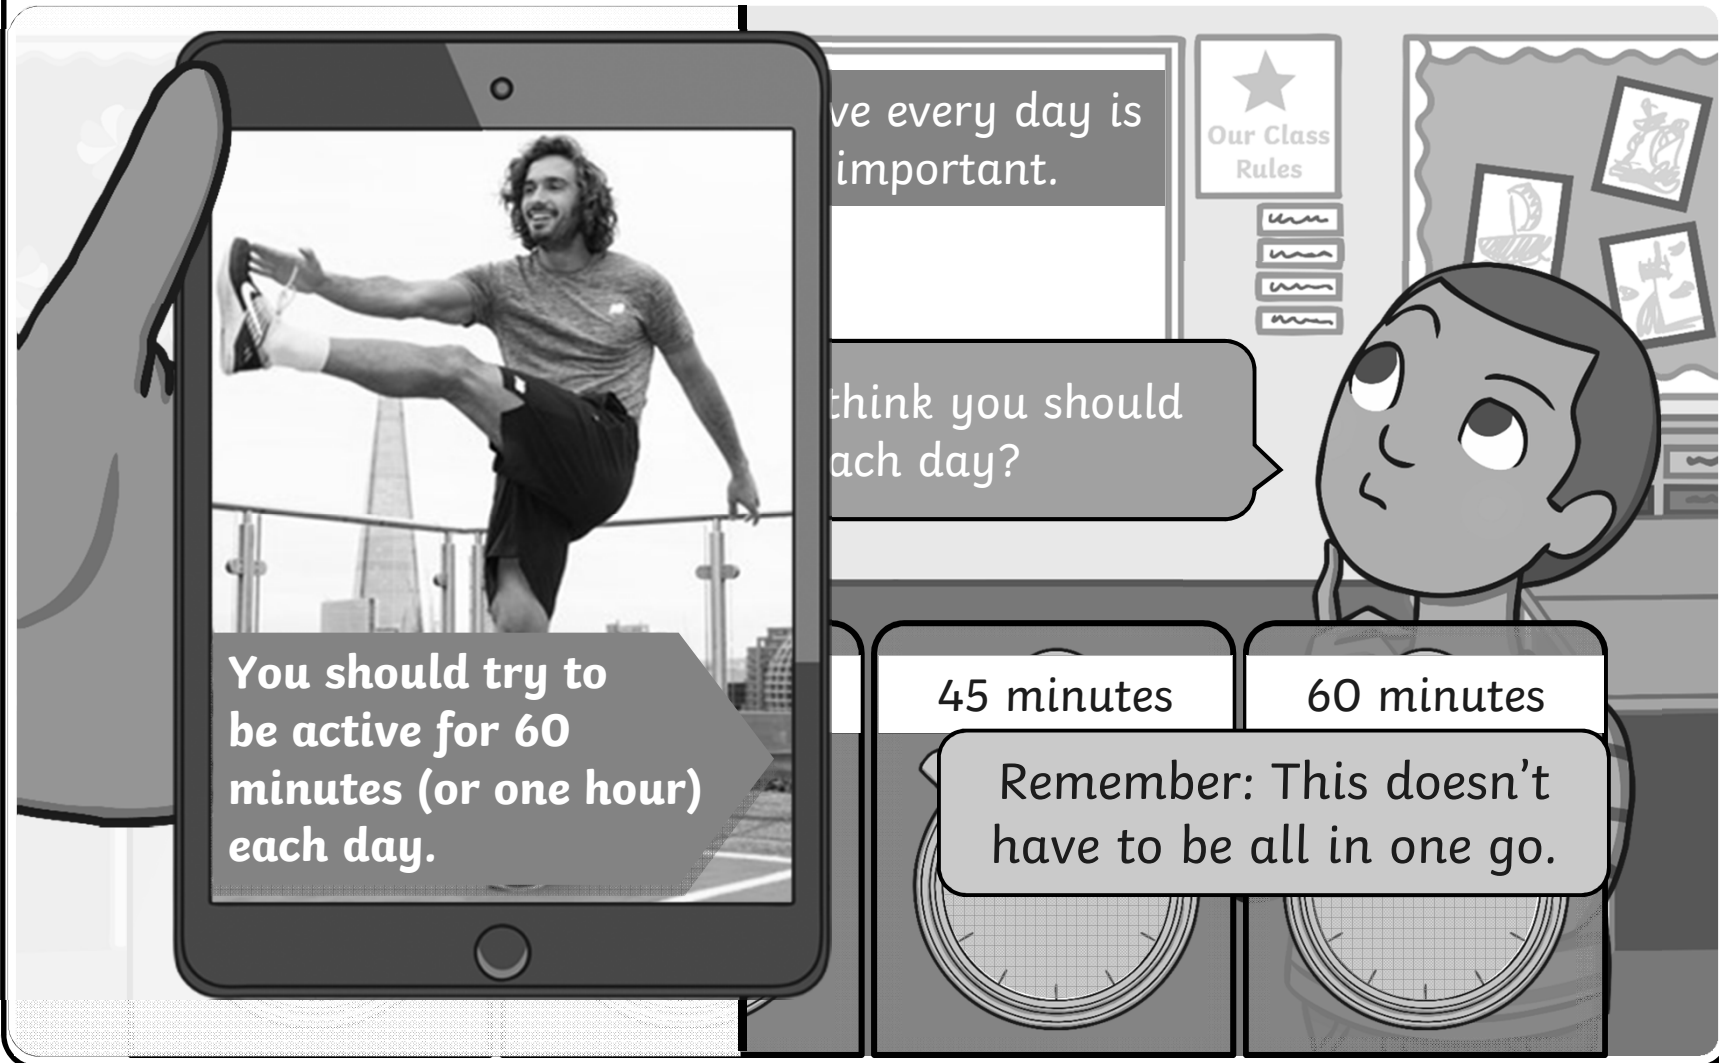 ve every day is
important.
Our Class
Rules
think you should
ach day?
You should try to
be active for 60
minutes (or one hour)
each day.
45 minutes
60 minutes
Remember: This doesn't
have to be all in one go.